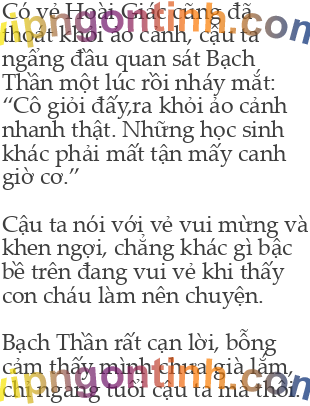 Có vẻ Hoài Giác cũng đã
thoát khỏi ảo cảnh, cậu ta
ngẩng đầu quan sát Bạch
Thần một lúc rồi nháy mắt:
“Cô giỏi đấy,ra khỏi ảo cảnh
nhanh thật. Những học sinh
khác phải mất tận mấy canh
giờ cơ.”
Cậu ta nói với vẻ vui mừng và
khen ngợi, chẳng khác gì bậc
bề trên đang vui vẻ khi thấy
con cháu làm nên chuyện.
Bạch Thần rất cạn lời, bỗng
cảm thấy mình chưa già lắm,
chỉ ngang tuổi cậu ta mà thôi.
vipngontinh.com
vipngontinh.com